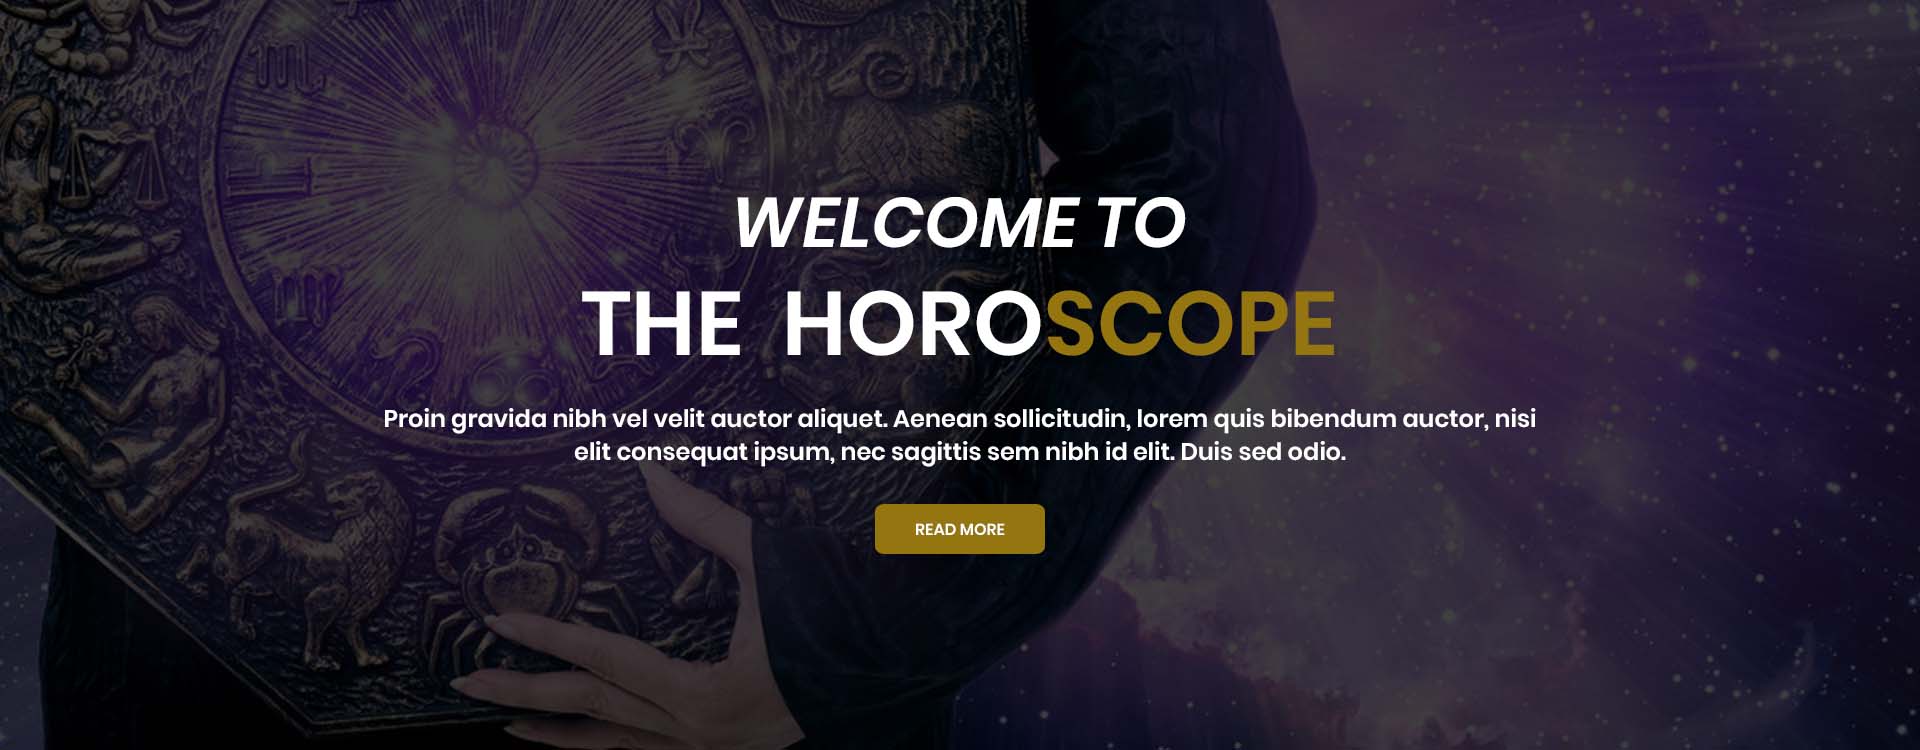 WELCOME TO
THE HOROSCOPE
Proin gravida nibh vel velit auctor aliquet. Aenean sollicitudin, lorem quis bibendum auctor, nisi
elit consequat ipsum, nec sagittis sem nibh id elit. Duis sed odio.
READ MORE